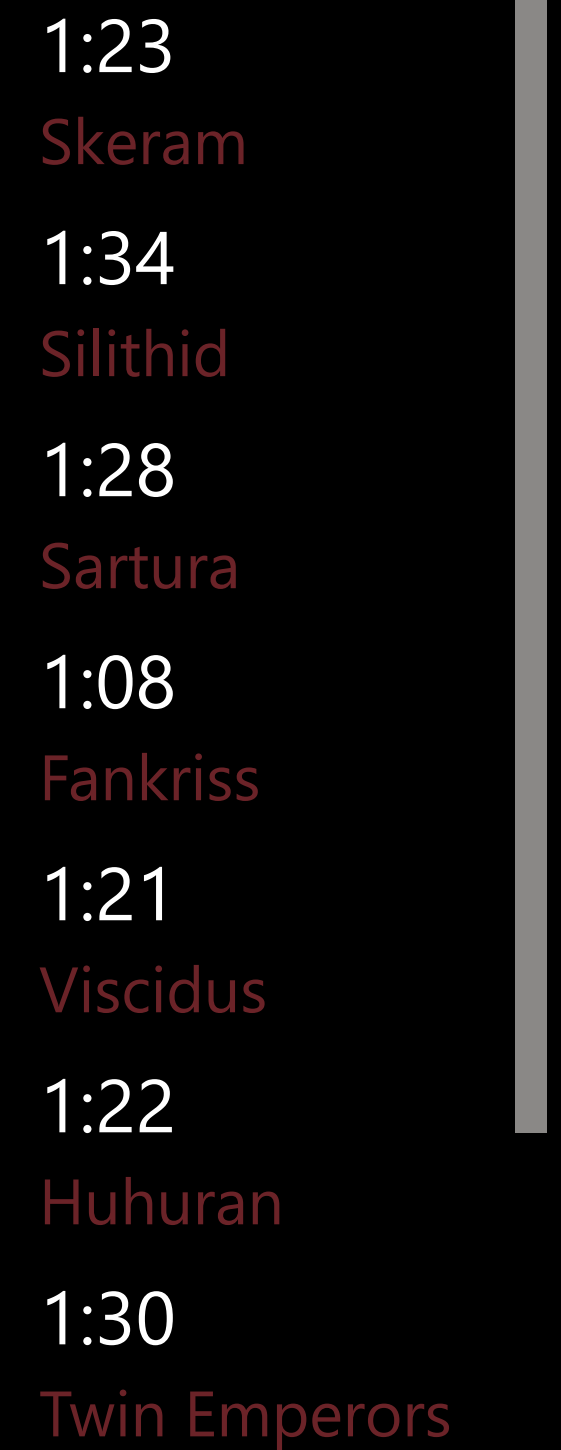 1:23
Skeram
1:34
Silithid
1:28
Sartura
1:08
Fankriss
1:21
Viscidus
1:22
Huhuran
1:30
Twin Emperors